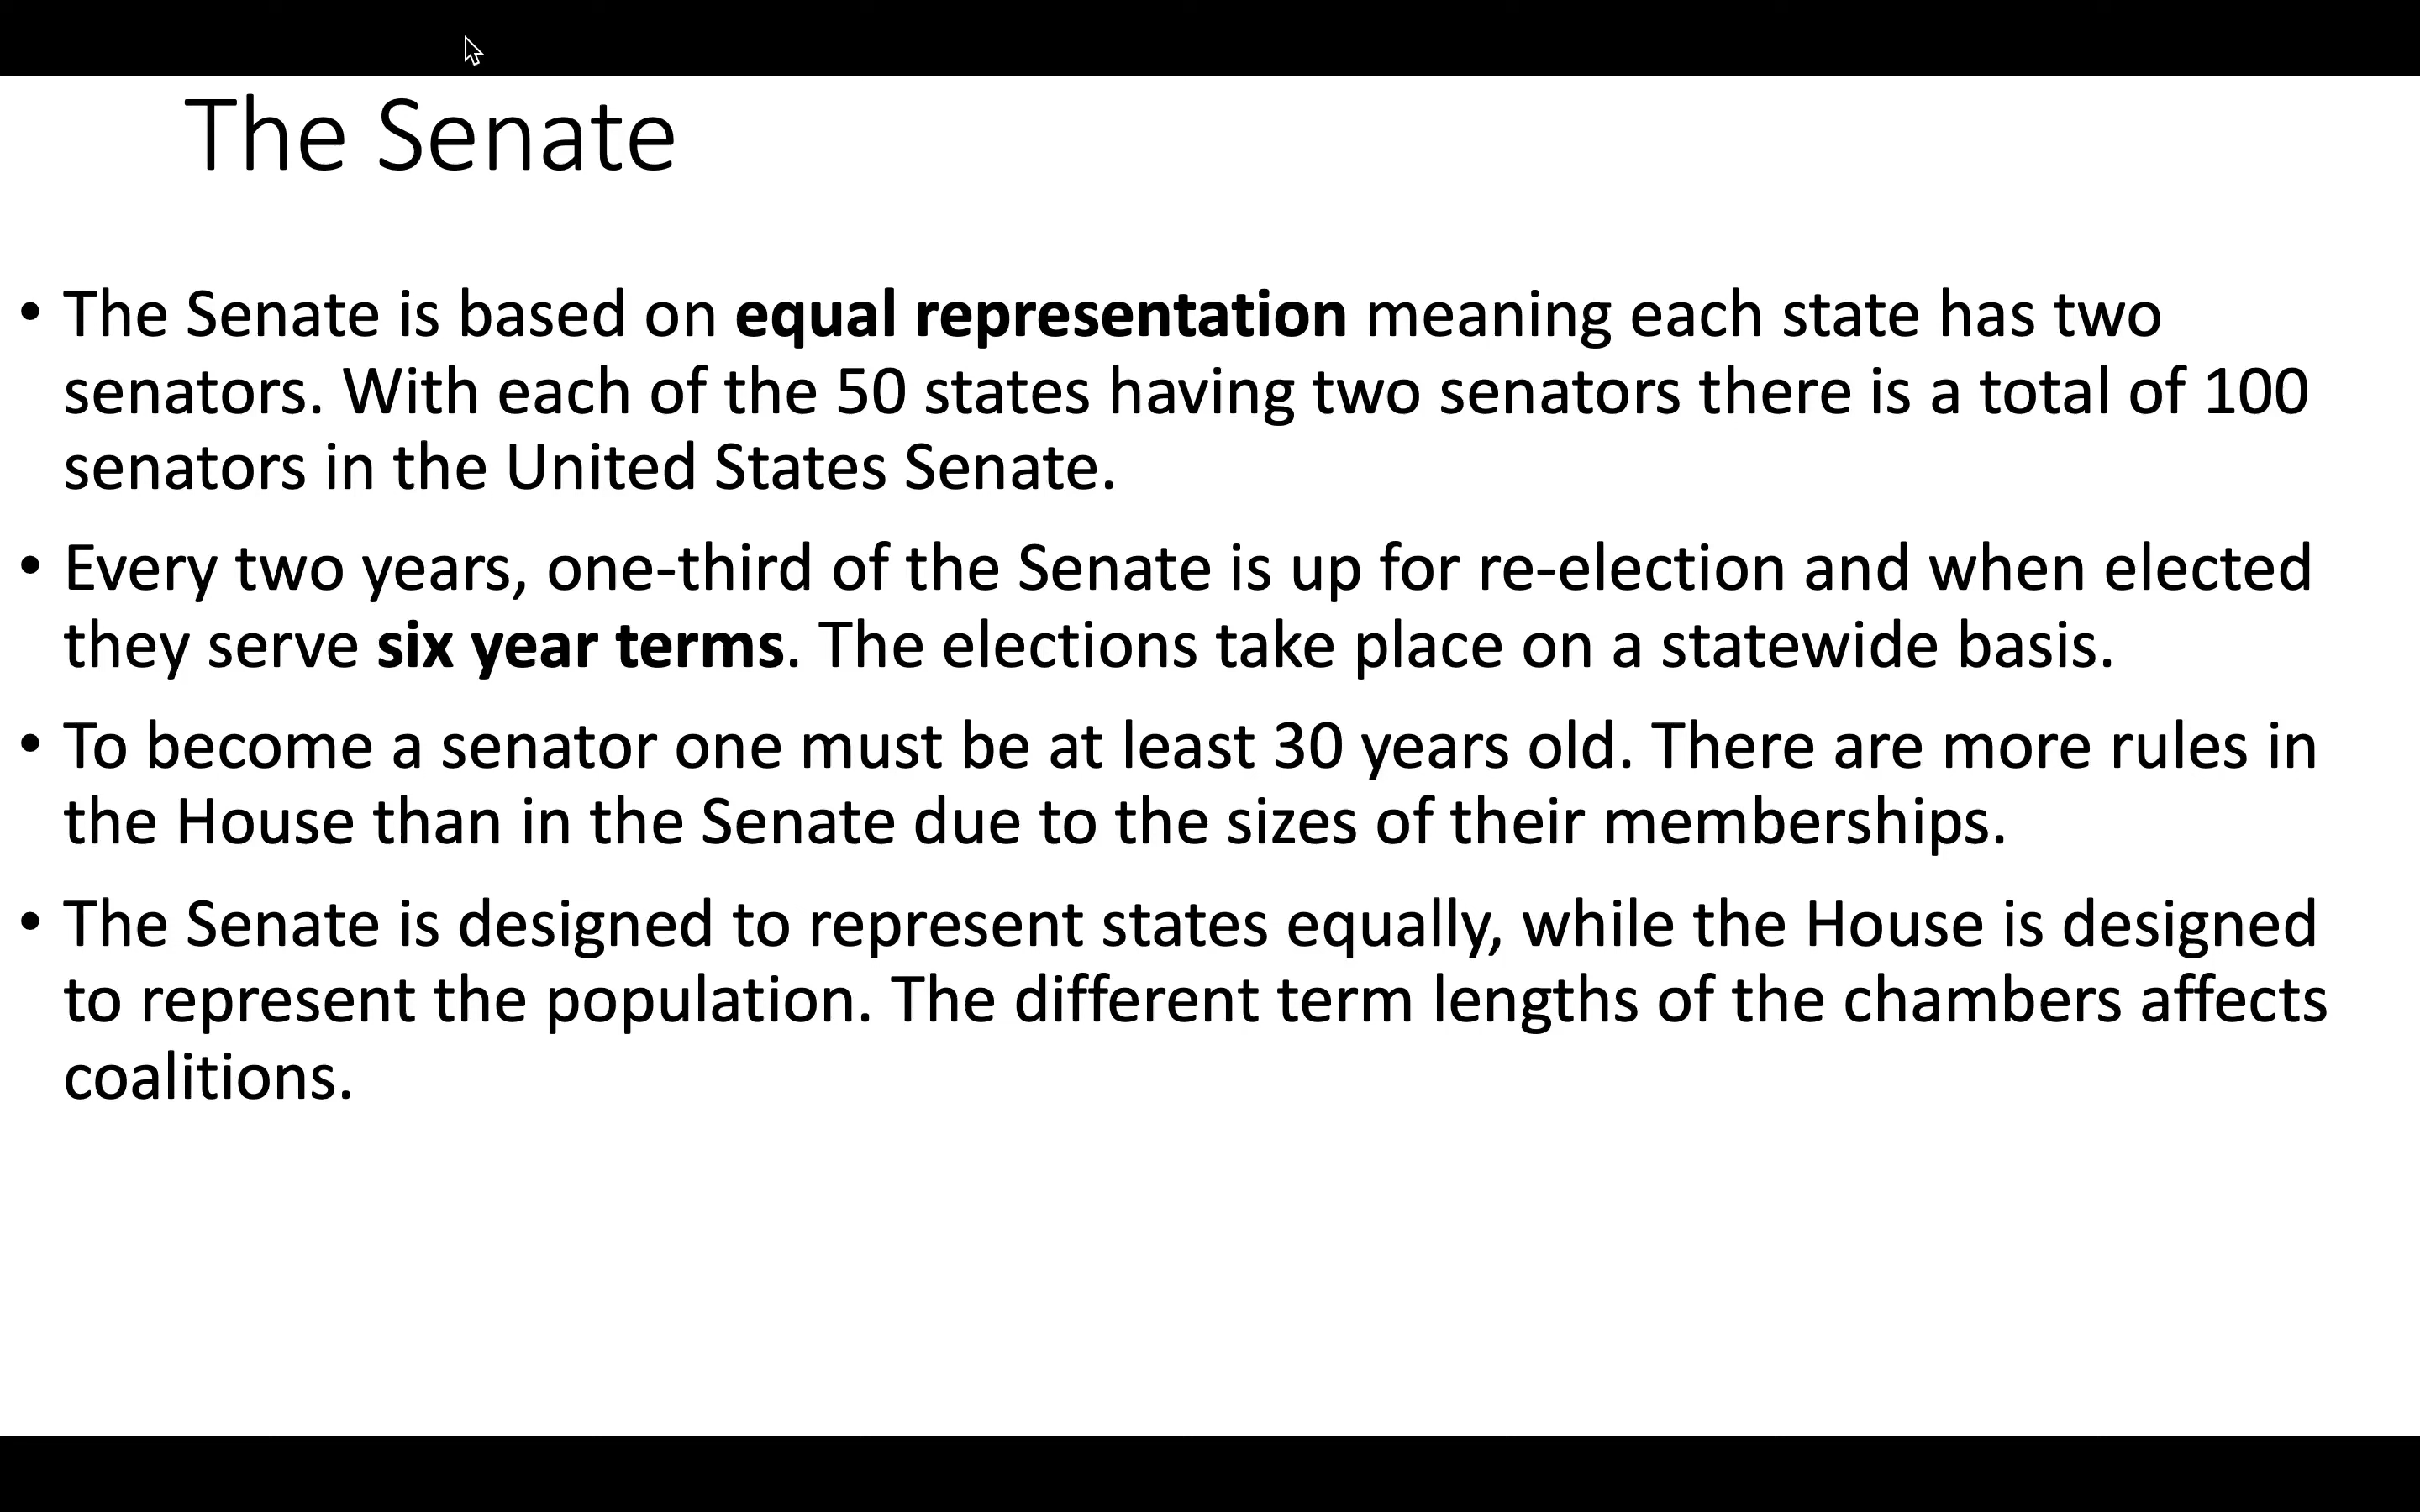 The Senate
• The Senate is based on equal representation meaning each state has two
senators. With each of the 50 states having two senators there is a total of 100
senators in the United States Senate.
• Every two years, one-third of the Senate is up for re-election and when elected
they serve six year terms. The elections take place on a statewide basis.
• To become a senator one must be at least 30 years old. There are more rules in
the House than in the Senate due to the sizes of their memberships.
• The Senate is designed to represent states equally, while the House is designed
to represent the population. The different term lengths of the chambers affects
coalitions.